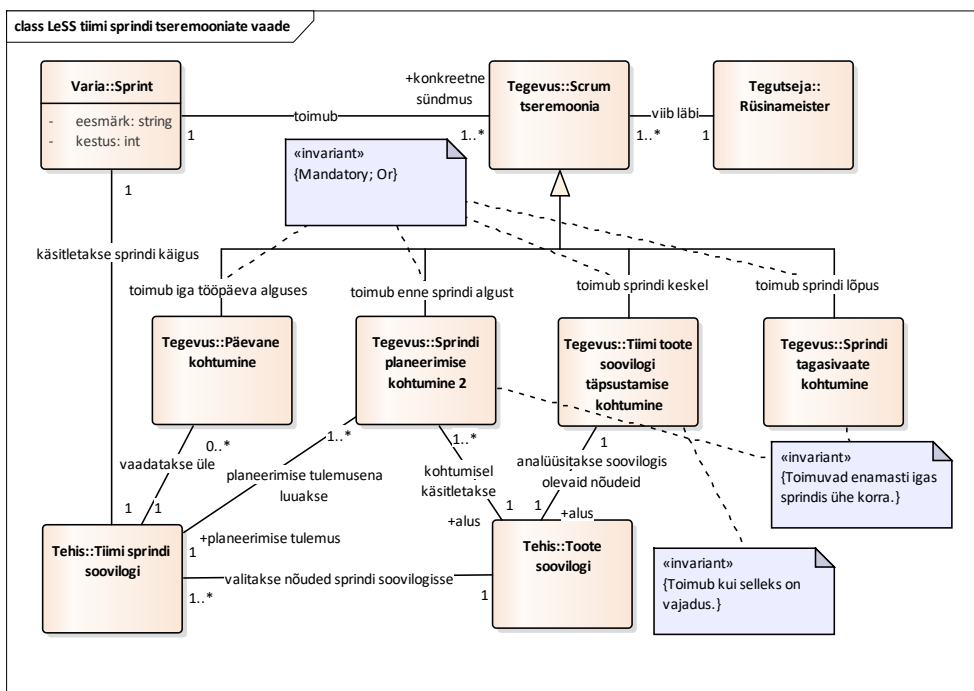 class LeSS tiimi sprindi tseremooniate vaade
Varia::Sprint
- eesmärk: string
- kestus: int
+konkreetne
sündmus
toimub
1
1..*
Tegevus::Scrum
tseremoonia
viib läbi
1..*
1
Tegutseja::
Rüsinameister
«invariant»
{Mandatory; Or}
1
käsitletakse sprindi käigus
toimub iga tööpäeva alguses
toimub enne sprindi algust
toimub sprindi keskel
toimub sprindi lõpus
Tegevus::Päevane
kohtumine
Tegevus::Sprindi
planeerimise
kohtumine 2
Tegevus::Tiimi toote
soovilogi
täpsustamise
kohtumine
Tegevus::Sprindi
tagasivaate
kohtumine
0..*
vaadatakse üle
1
1
1..*
planeerimise tulemusena
luuakse
+planeerimise tulemus
1
1..*
kohtumisel
käsitletakse
1
+alus
1
analüüsitakse soovilogis
olevaid nõudeid
1
+alus
«invariant»
{Toimuvad enamasti igas
sprindis ühe korra.}
Tehis::Tiimi sprindi
soovilogi
valitakse nõuded sprindi soovilogisse
1..*
1
Tehis::Toote
soovilogi
«invariant»
{Toimub kui selleks on
vajadus.}